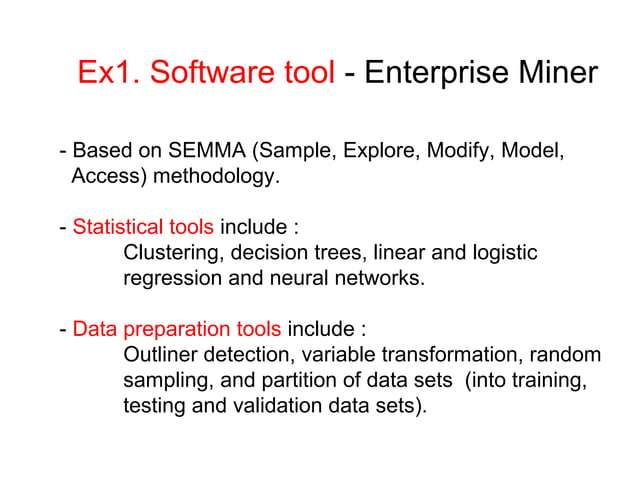 Ex1. Software tool - Enterprise Miner
- Based on SEMMA (Sample, Explore, Modify, Model,
Access) methodology.
- Statistical tools include :
Clustering, decision trees, linear and logistic
regression and neural networks.
- Data preparation tools include :
Outliner detection, variable transformation, random
sampling, and partition of data sets (into training,
testing and validation data sets).